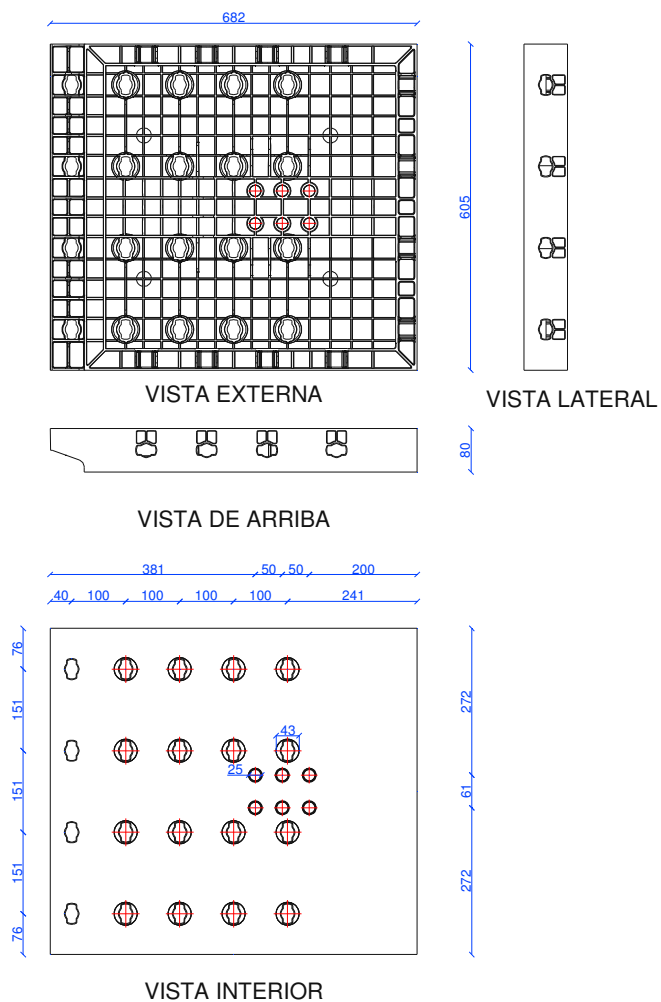 682
605
VISTA EXTERNA
VISTA LATERAL
80
VISTA DE ARRIBA
381 50 50 200
40 100 100 100 100 241
76
151
151
151
76
43
25
272
61
272
VISTA INTERIOR